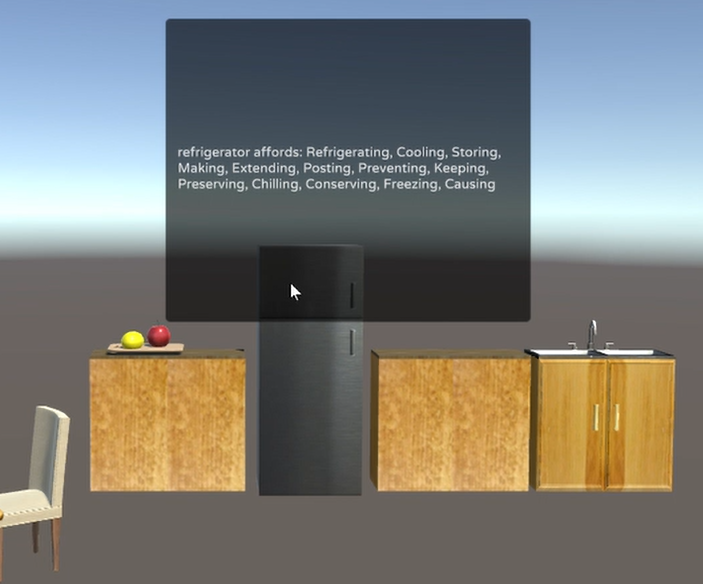 refrigerator affords: Refrigerating, Cooling, Storing,
Making, Extending, Posting, Preventing, Keeping,
Preserving, Chilling, Conserving, Freezing, Causing